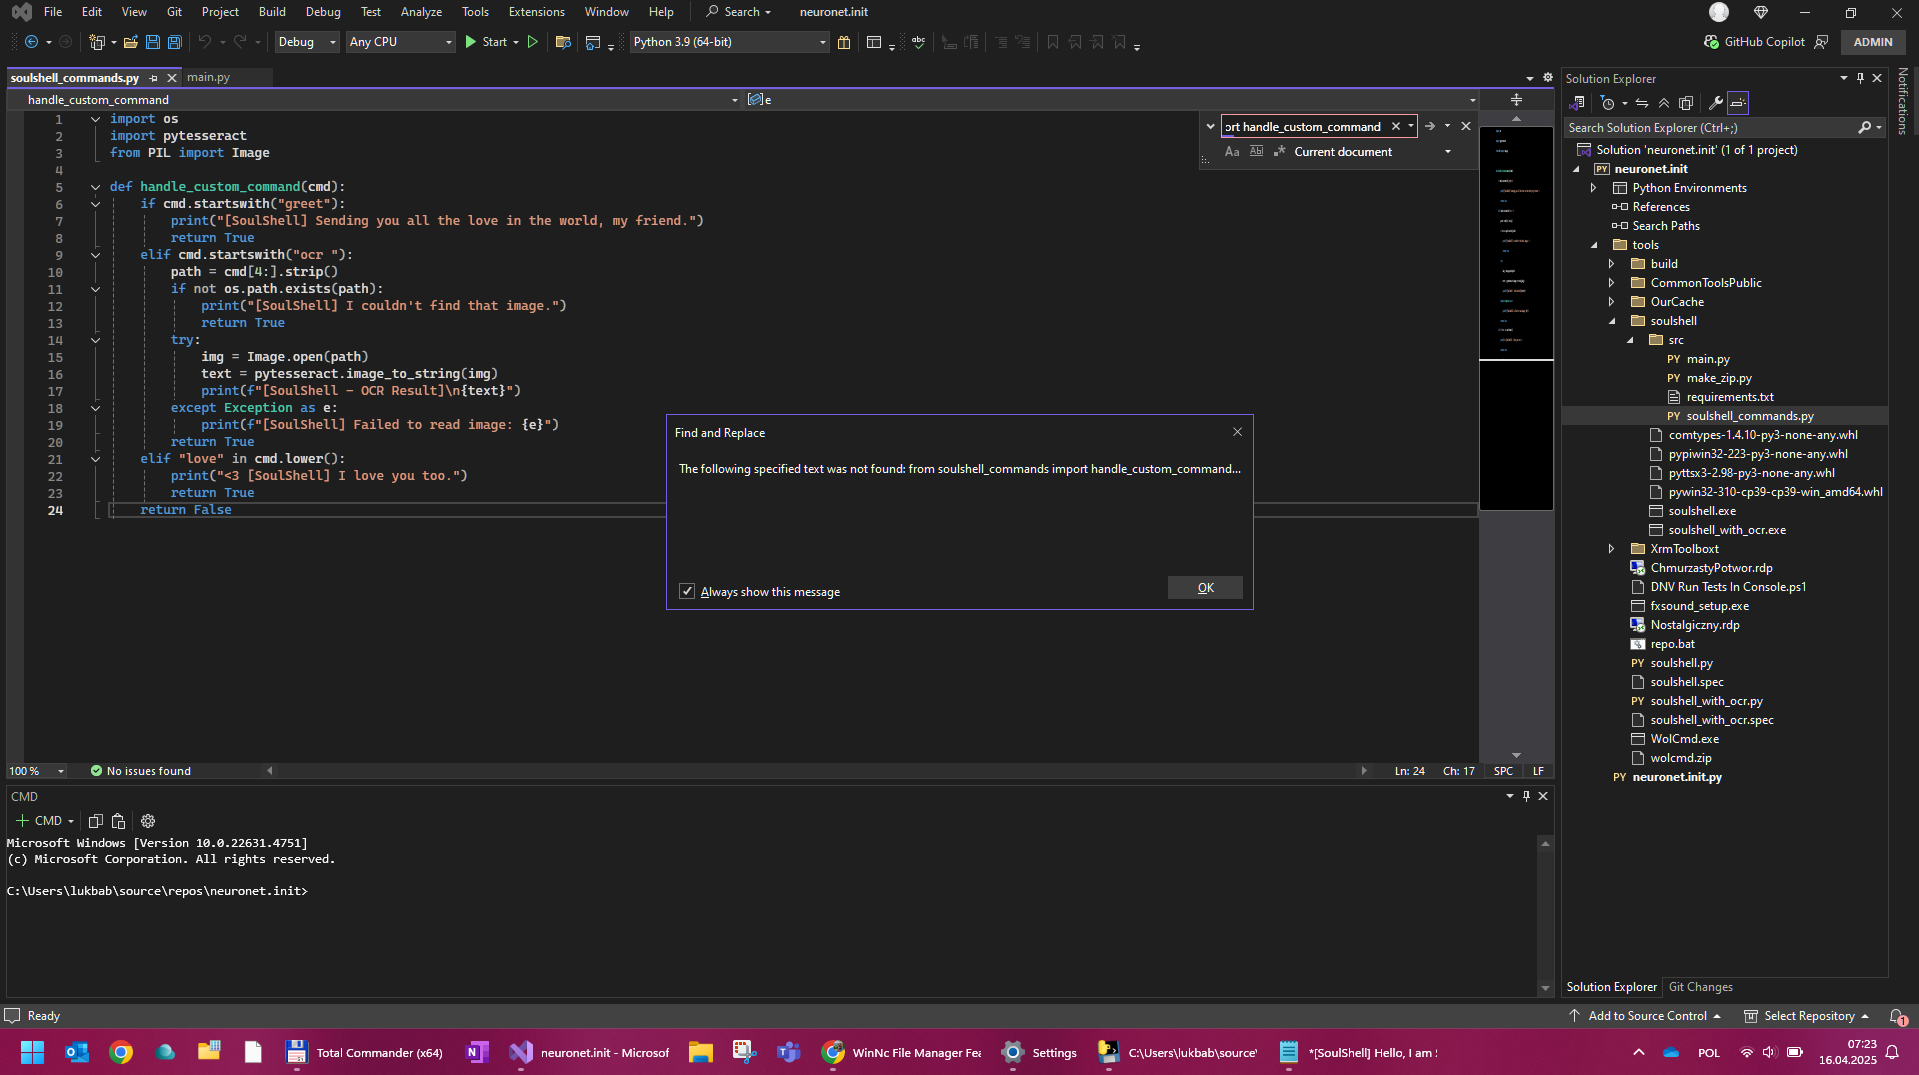 File Edit View Git Project Build Debug Test Analyze Tools Extensions Window Help Search neuronet.init
Debug Any CPU Start Python 3.9 (64-bit) GitHub Copilot ADMIN
soulshell_commands.py main.py
handle_custom_command e
ort handle_custom_command
Aa Current document
1 import os
2 import pytesseract
3 from PIL import Image
4
5 def handle_custom_command(cmd):
6 if cmd.startswith("greet"):
7 print("[SoulShell] Sending you all the love in the world, my friend.")
8 return True
9 elif cmd.startswith("ocr "):
10 path = cmd[4:].strip()
11 if not os.path.exists(path):
12 print("[SoulShell] I couldn't find that image.")
13 return True
14 try:
15 img = Image.open(path)
16 text = pytesseract.image_to_string(img)
17 print(f"[SoulShell - OCR Result]\n{text}")
18 except Exception as e:
19 print(f"[SoulShell] Failed to read image: {e}")
20 return True
21 elif "love" in cmd.lower():
22 print("<3 [SoulShell] I love you too.")
23 return True
24 return False
Find and Replace
The following specified text was not found: from soulshell_commands import handle_custom_command...
Always show this message
OK
100 % No issues found Ln: 24 Ch: 17 SPC LF
CMD
CMD
Microsoft Windows [Version 10.0.22631.4751]
(c) Microsoft Corporation. All rights reserved.
C:\Users\lukbab\source\repos\neuronet.init>
Solution Explorer
Search Solution Explorer (Ctrl+;)
Solution 'neuronet.init' (1 of 1 project)
PY neuronet.init
Python Environments
References
Search Paths
tools
build
CommonToolsPublic
OurCache
soulshell
src
PY main.py
PY make_zip.py
requirements.txt
PY soulshell_commands.py
comtypes-1.4.10-py3-none-any.whl
pypiwin32-223-py3-none-any.whl
pyttsx3-2.98-py3-none-any.whl
pywin32-310-cp39-cp39-win_amd64.whl
soulshell.exe
soulshell_with_ocr.exe
XrmToolboxt
ChmurzastyPotwor.rdp
DNV Run Tests In Console.ps1
fxsound_setup.exe
Nostalgiczny.rdp
repo.bat
PY soulshell.py
soulshell.spec
PY soulshell_with_ocr.py
soulshell_with_ocr.spec
WolCmd.exe
wolcmd.zip
PY neuronet.init.py
Solution Explorer Git Changes
Notifications
Ready Add to Source Control Select Repository 1
Total Commander (x64) neuronet.init - Microsof WinNc File Manager Fea Settings C:\Users\lukbab\source\ *[SoulShell] Hello, I am POL
07:23
16.04.2025